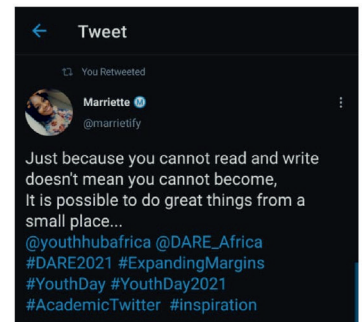 Tweet
You Retweeted
Marriette Ⓜ
@marrietify
Just because you cannot read and write
doesn't mean you cannot become,
It is possible to do great things from a
small place...
@youthhubafrica @DARE_Africa
#DARE2021 #ExpandingMargins
#YouthDay #YouthDay2021
#AcademicTwitter #inspiration